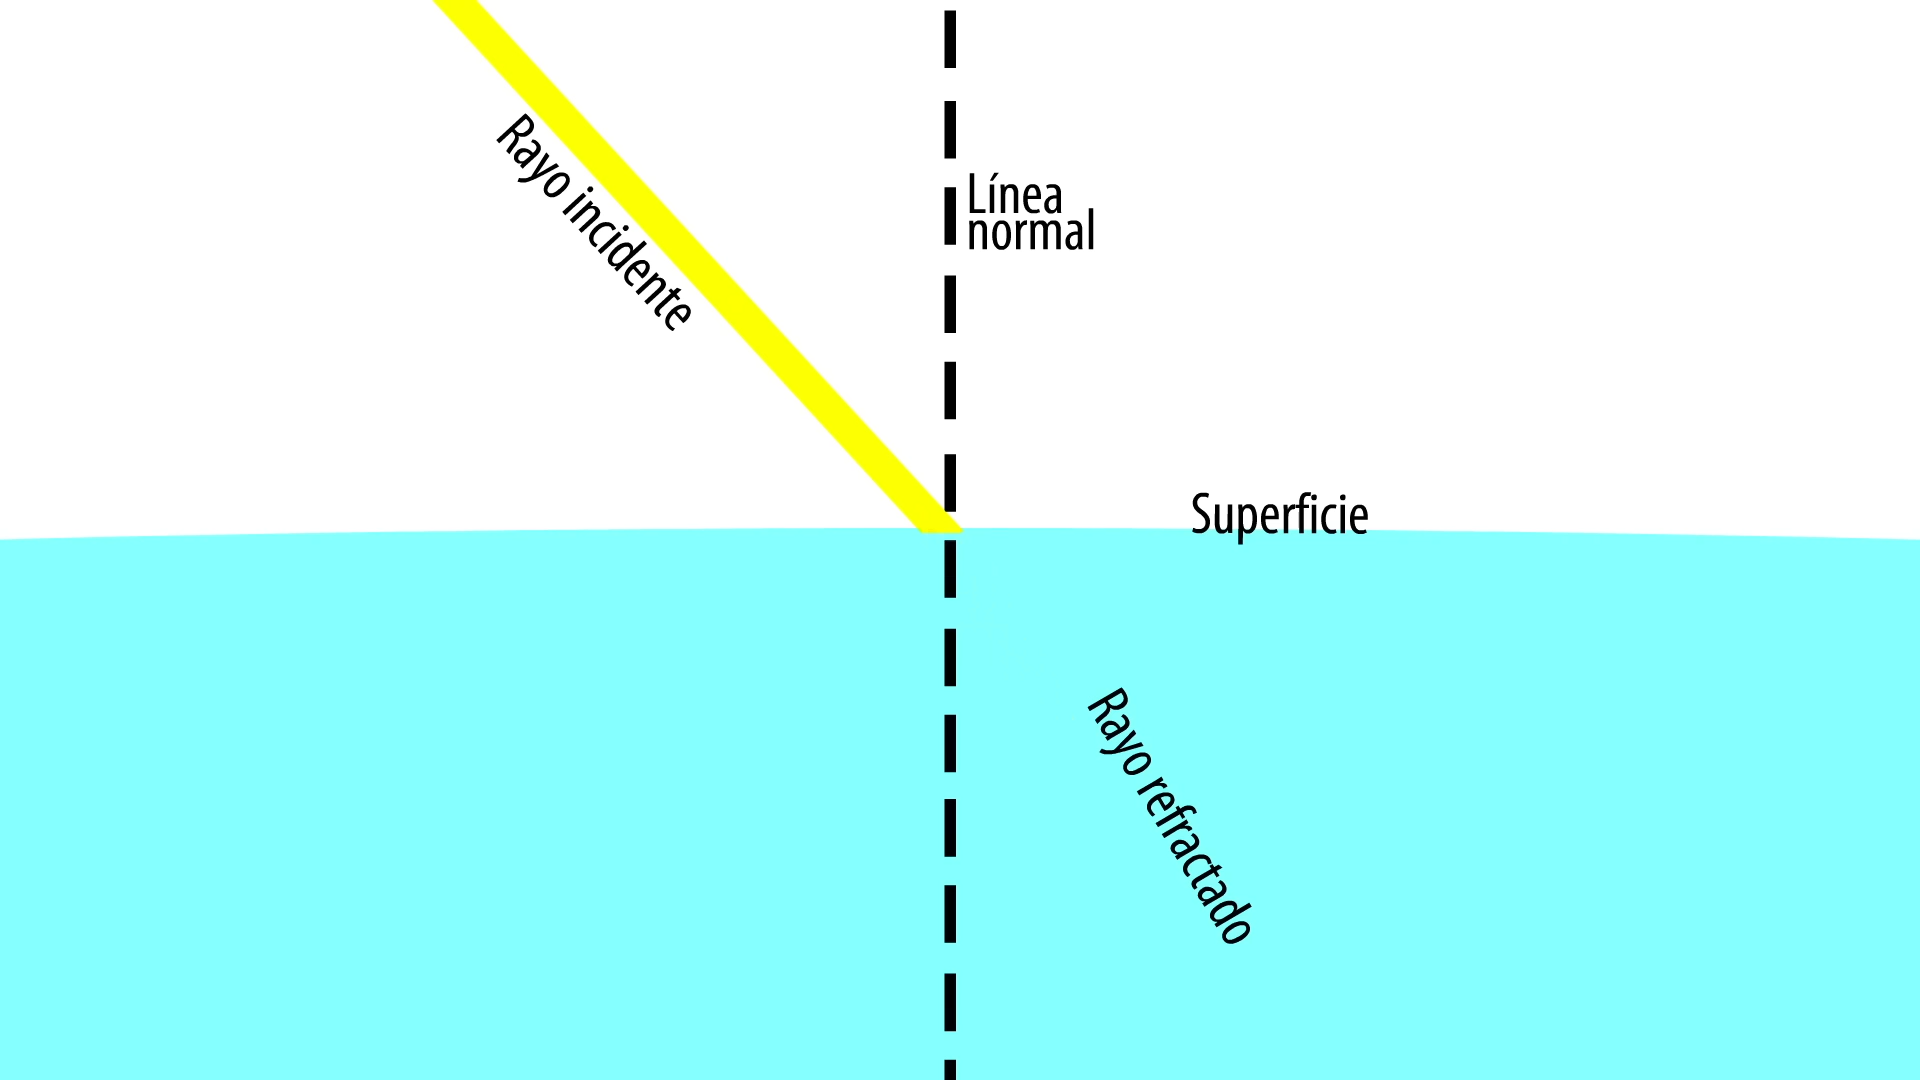 Rayo incidente
Línea
normal
Superficie
Rayo refractado